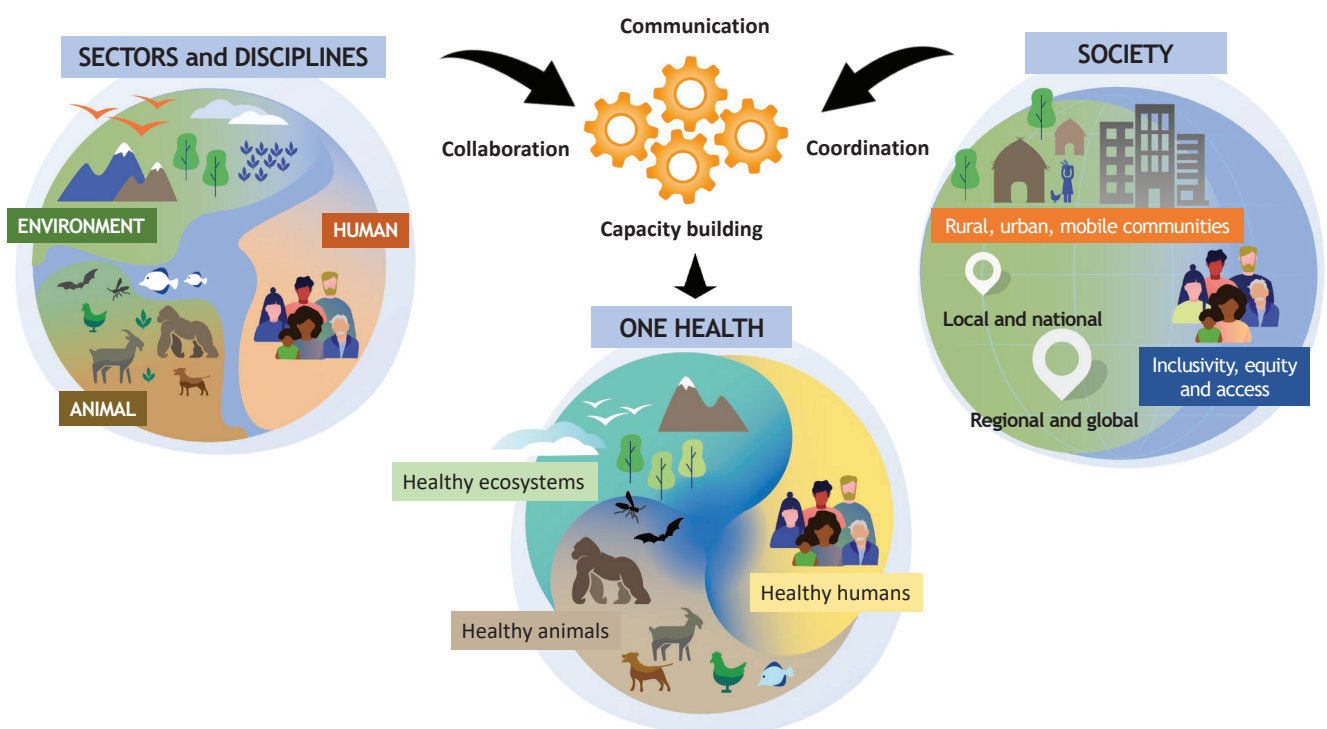 Communication
SECTORS and DISCIPLINES
SOCIETY
Collaboration
Coordination
ENVIRONMENT
HUMAN
Capacity building
Rural, urban, mobile communities
ANIMAL
Local and national
Inclusivity, equity
and access
Regional and global
ONE HEALTH
Healthy ecosystems
Healthy humans
Healthy animals